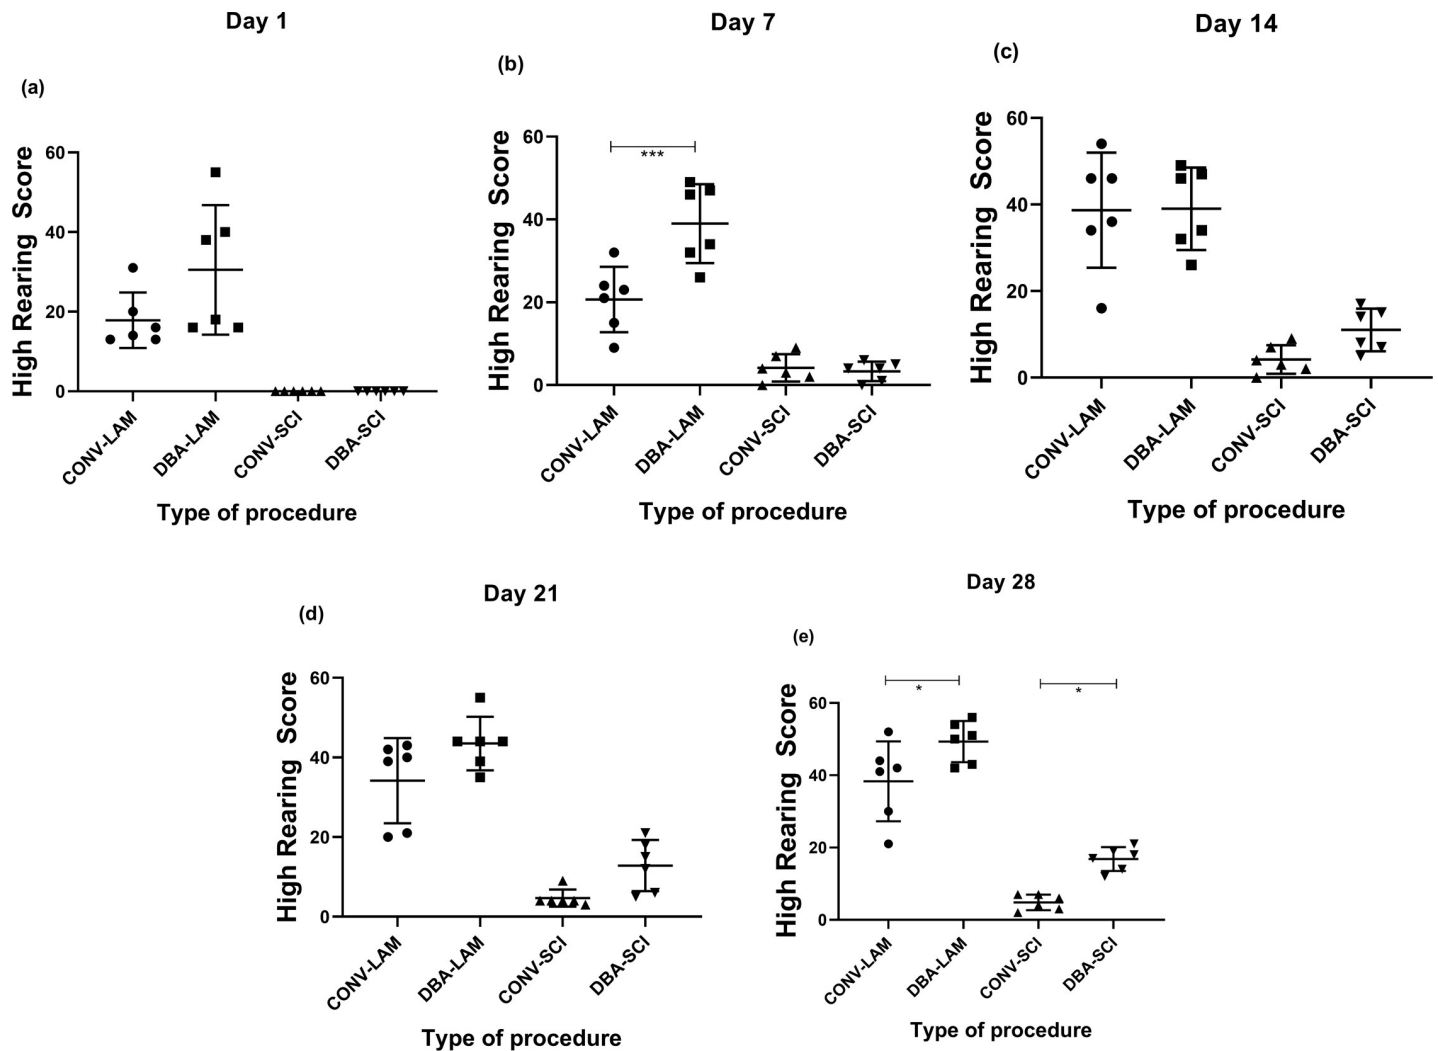 Day 1
(a)
High Rearing Score
60
40
20
0
CONV-LAM
DBA-LAM
CONV-SCI
DBA-SCI
Type of procedure
Day 7
(b)
High Rearing Score
60
40
20
0
***
CONV-LAM
DBA-LAM
CONV-SCI
DBA-SCI
Type of procedure
Day 14
(c)
High Rearing Score
60
40
20
0
CONV-LAM
DBA-LAM
CONV-SCI
DBA-SCI
Type of procedure
Day 21
(d)
High Rearing Score
60
40
20
0
CONV-LAM
DBA-LAM
CONV-SCI
DBA-SCI
Type of procedure
Day 28
(e)
High Rearing Score
60
40
20
0
*
*
CONV-LAM
DBA-LAM
CONV-SCI
DBA-SCI
Type of procedure